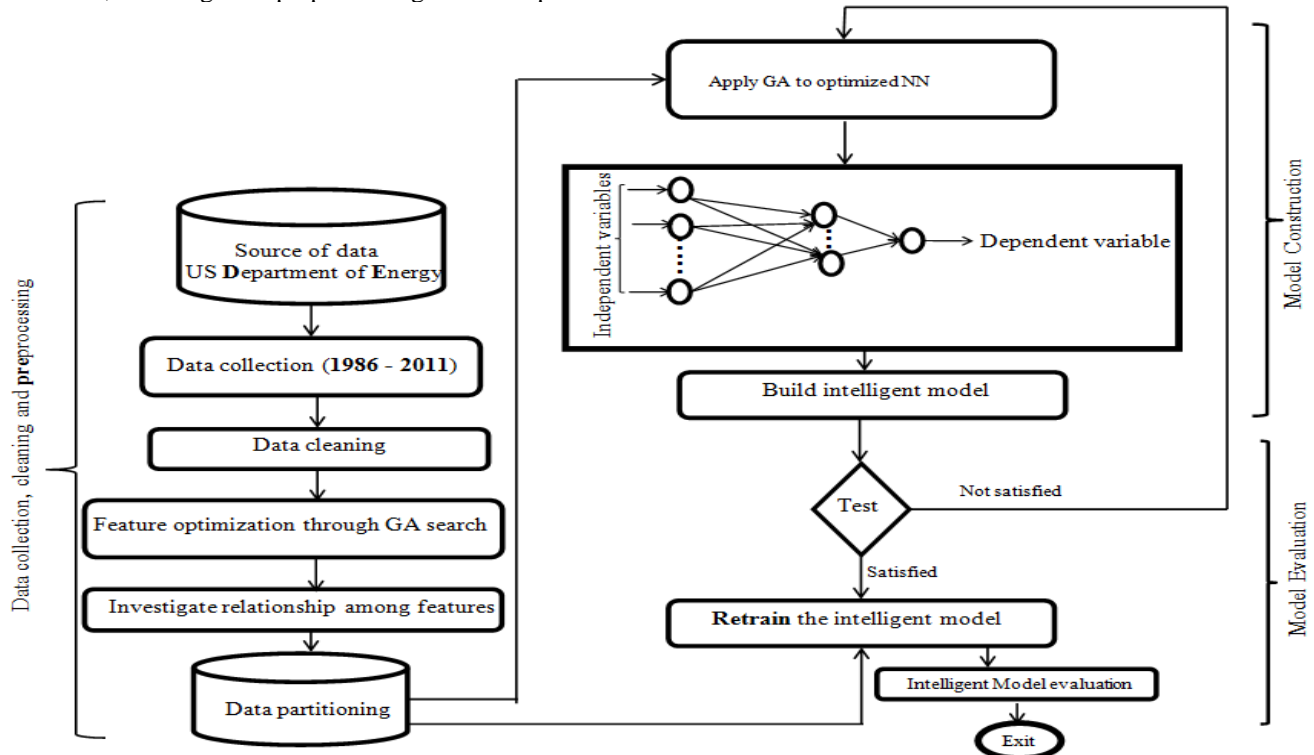 Source of data
US Department of Energy
Data collection (1986 - 2011)
Data cleaning
Feature optimization through GA search
Investigate relationship among features
Data partitioning
Data collection, cleaning and preprocessing
Apply GA to optimized NN
Independent variables
Dependent variable
Build intelligent model
Test
Not satisfied
Satisfied
Retrain the intelligent model
Intelligent Model evaluation
Exit
Model Construction
Model Evaluation